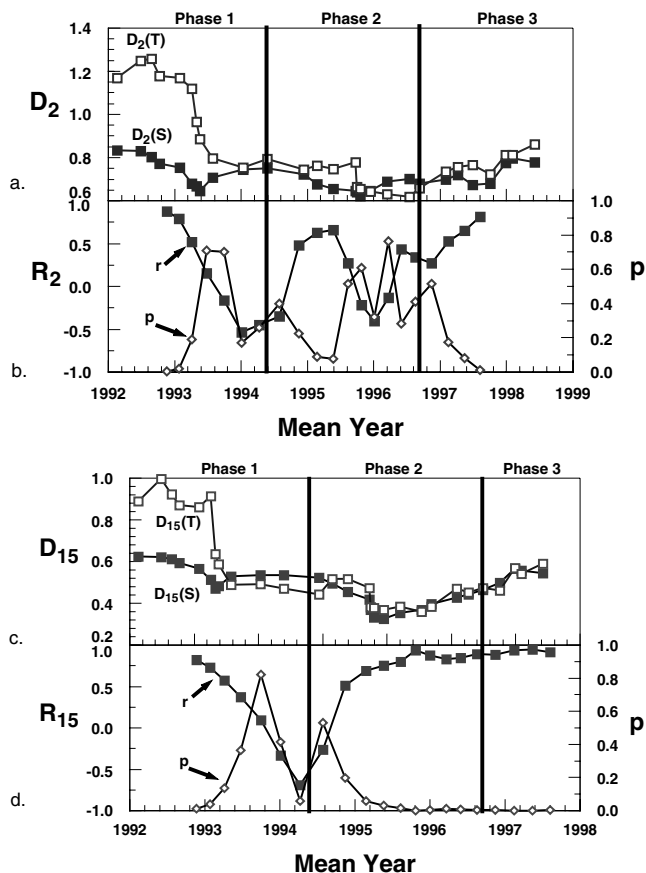 Phase 1 Phase 2 Phase 3
1.4
D2(T)
1.2
D2
1.0
D2(S)
0.8
a.
0.6
1.0 1.0
0.5 0.8
r
R2 0.0 0.6 p
0.4
p
-0.5 0.2
b.
-1.0 0.0
1992 1993 1994 1995 1996 1997 1998 1999
Mean Year
Phase 1 Phase 2 Phase 3
1.0
0.8
D15(T)
D15 0.6
D15(S)
0.4
c.
0.2
1.0 1.0
r
0.5 0.8
R15 0.0 0.6 p
0.4
p
-0.5 0.2
d.
-1.0 0.0
1992 1993 1994 1995 1996 1997 1998
Mean Year